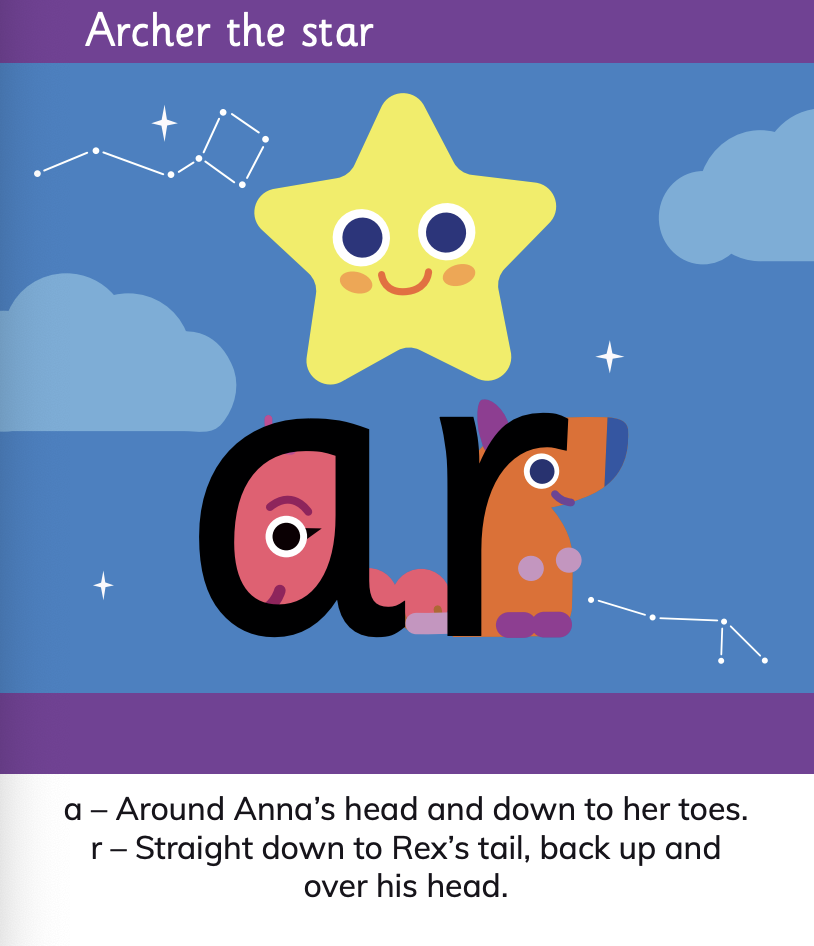 Archer the star
ar
a – Around Anna's head and down to her toes.
r – Straight down to Rex's tail, back up and
over his head.